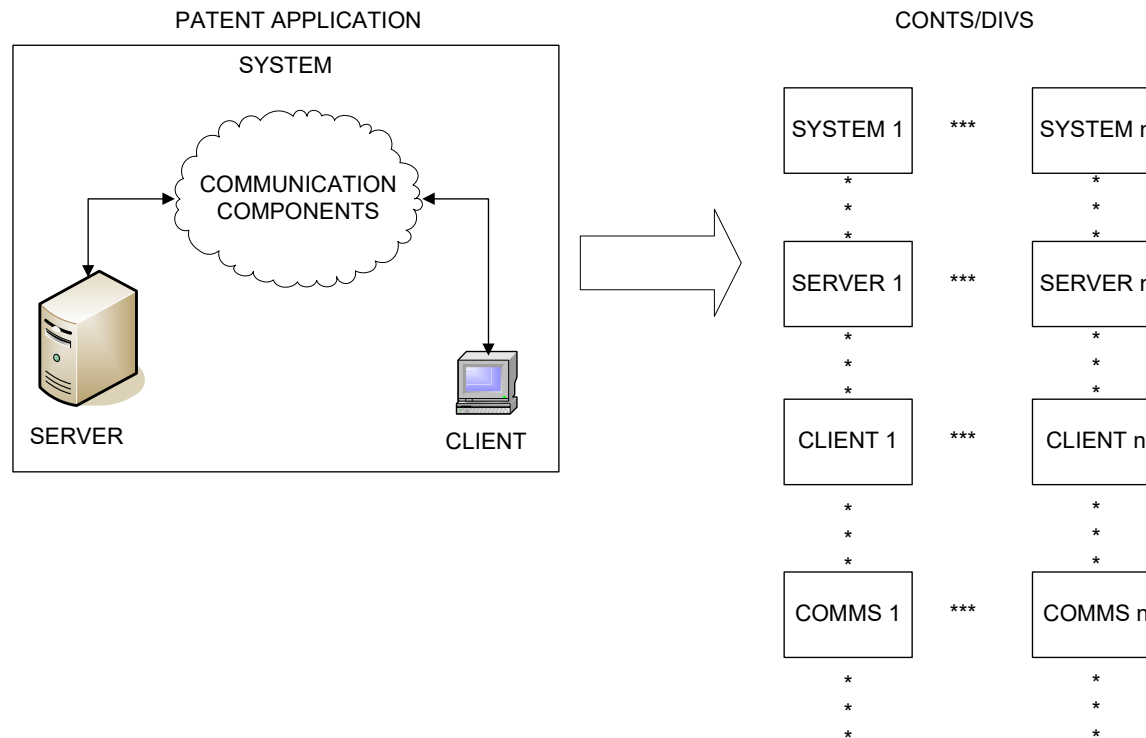 PATENT APPLICATION
SYSTEM
COMMUNICATION
COMPONENTS
SERVER
CLIENT
CONTS/DIVS
SYSTEM 1 *** SYSTEM n
* *
* *
* *
SERVER 1 *** SERVER n
* *
* *
* *
CLIENT 1 *** CLIENT n
* *
* *
* *
COMMS 1 *** COMMS n
* *
* *
* *